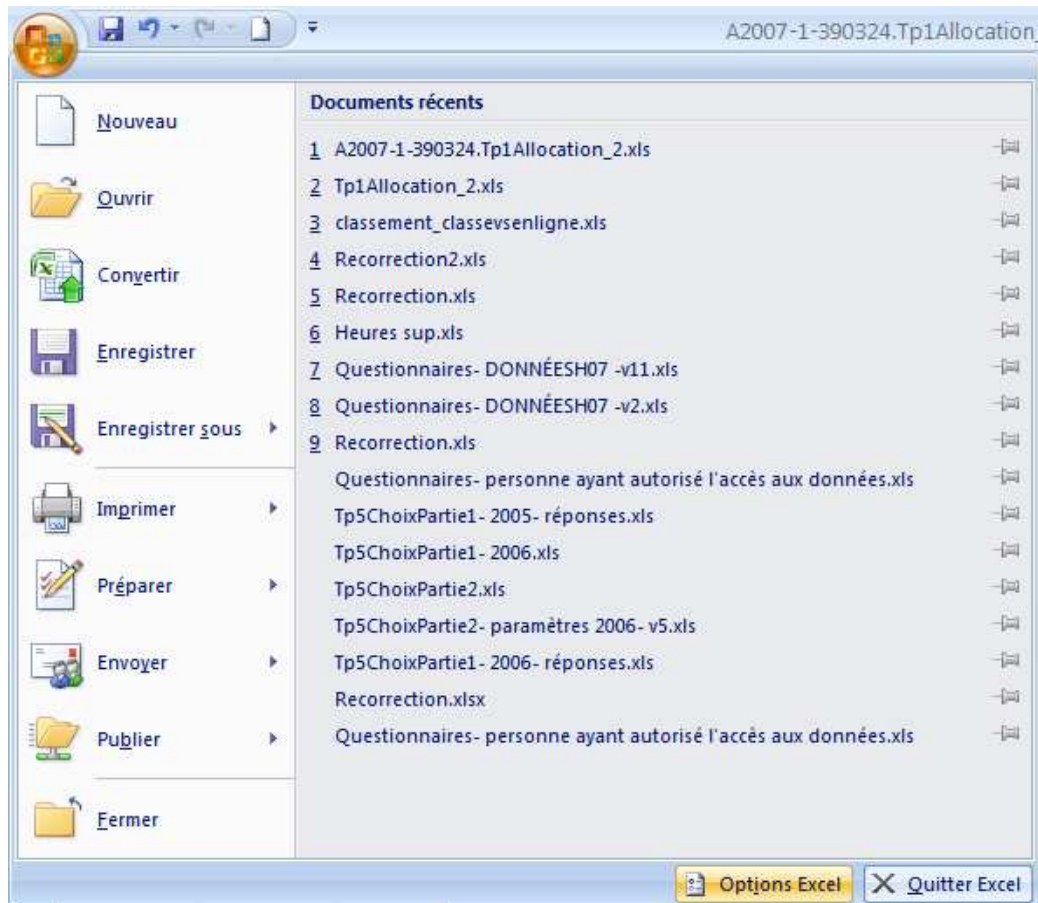 A2007-1-390324.Tp1Allocation_
Nouveau
Ouvrir
Convertir
Enregistrer
Enregistrer sous
Imprimer
Préparer
Envoyer
Publier
Fermer
Documents récents
1 A2007-1-390324.Tp1Allocation_2.xls
2 Tp1Allocation_2.xls
3 classement_classevsenligne.xls
4 Recorrection2.xls
5 Recorrection.xls
6 Heures sup.xls
7 Questionnaires- DONNÉESH07 -v11.xls
8 Questionnaires- DONNÉESH07 -v2.xls
9 Recorrection.xls
Questionnaires- personne ayant autorisé l'accès aux données.xls
Tp5ChoixPartie1- 2005- réponses.xls
Tp5ChoixPartie1- 2006.xls
Tp5ChoixPartie2.xls
Tp5ChoixPartie2- paramètres 2006- v5.xls
Tp5ChoixPartie1- 2006- réponses.xls
Recorrection.xlsx
Questionnaires- personne ayant autorisé l'accès aux données.xls
Options Excel
Quitter Excel